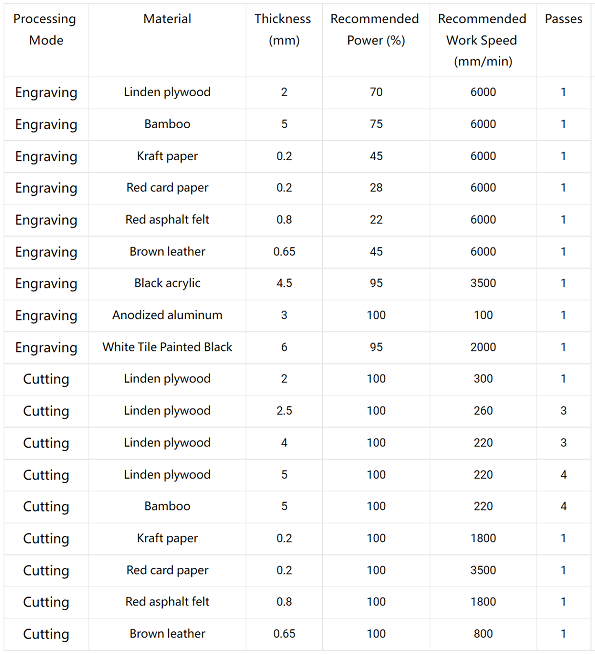 Processing Mode Material Thickness (mm) Recommended Power (%) Recommended Work Speed (mm/min) Passes
Engraving Linden plywood 2 70 6000 1
Engraving Bamboo 5 75 6000 1
Engraving Kraft paper 0.2 45 6000 1
Engraving Red card paper 0.2 28 6000 1
Engraving Red asphalt felt 0.8 22 6000 1
Engraving Brown leather 0.65 45 6000 1
Engraving Black acrylic 4.5 95 3500 1
Engraving Anodized aluminum 3 100 100 1
Engraving White Tile Painted Black 6 95 2000 1
Cutting Linden plywood 2 100 300 1
Cutting Linden plywood 2.5 100 260 3
Cutting Linden plywood 4 100 220 3
Cutting Linden plywood 5 100 220 4
Cutting Bamboo 5 100 220 4
Cutting Kraft paper 0.2 100 1800 1
Cutting Red card paper 0.2 100 3500 1
Cutting Red asphalt felt 0.8 100 1800 1
Cutting Brown leather 0.65 100 800 1